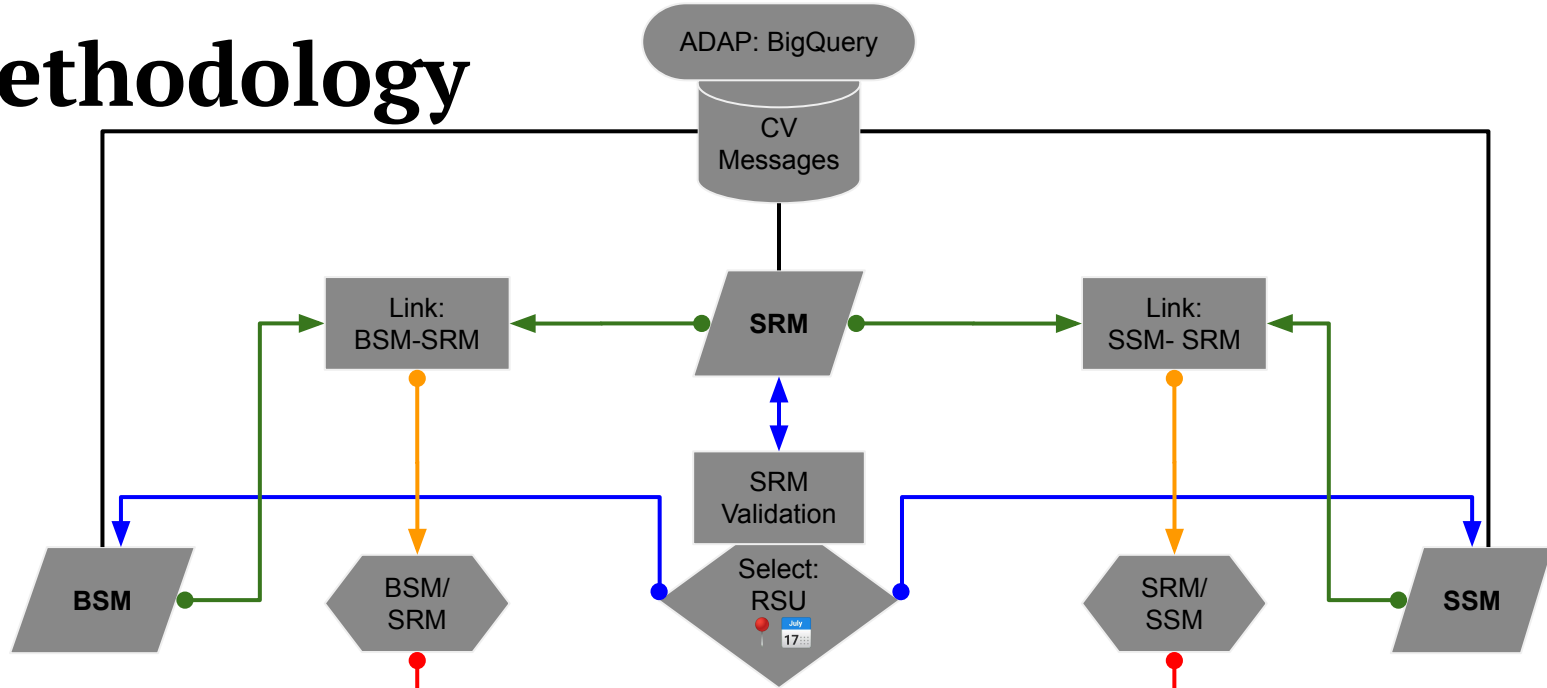 ethodology
ADAP: BigQuery
CV
Messages
Link:
BSM-SRM
SRM
Link:
SSM- SRM
SRM
Validation
BSM
BSM/
SRM
Select:
RSU
July
17
SRM/
SSM
SSM